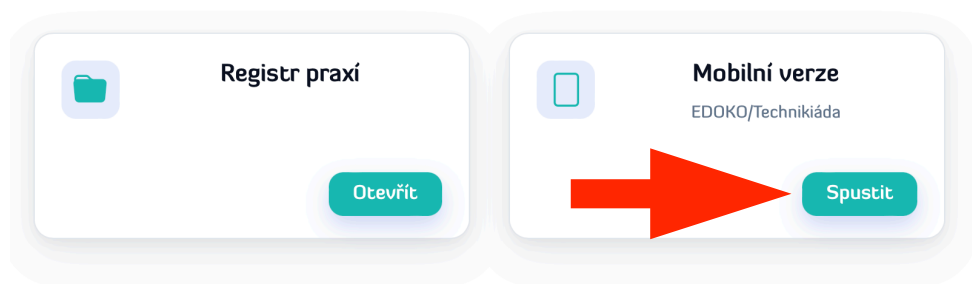 Registr praxí
Otevřít
Mobilní verze
EDOKO/Technikiáda
Spustit